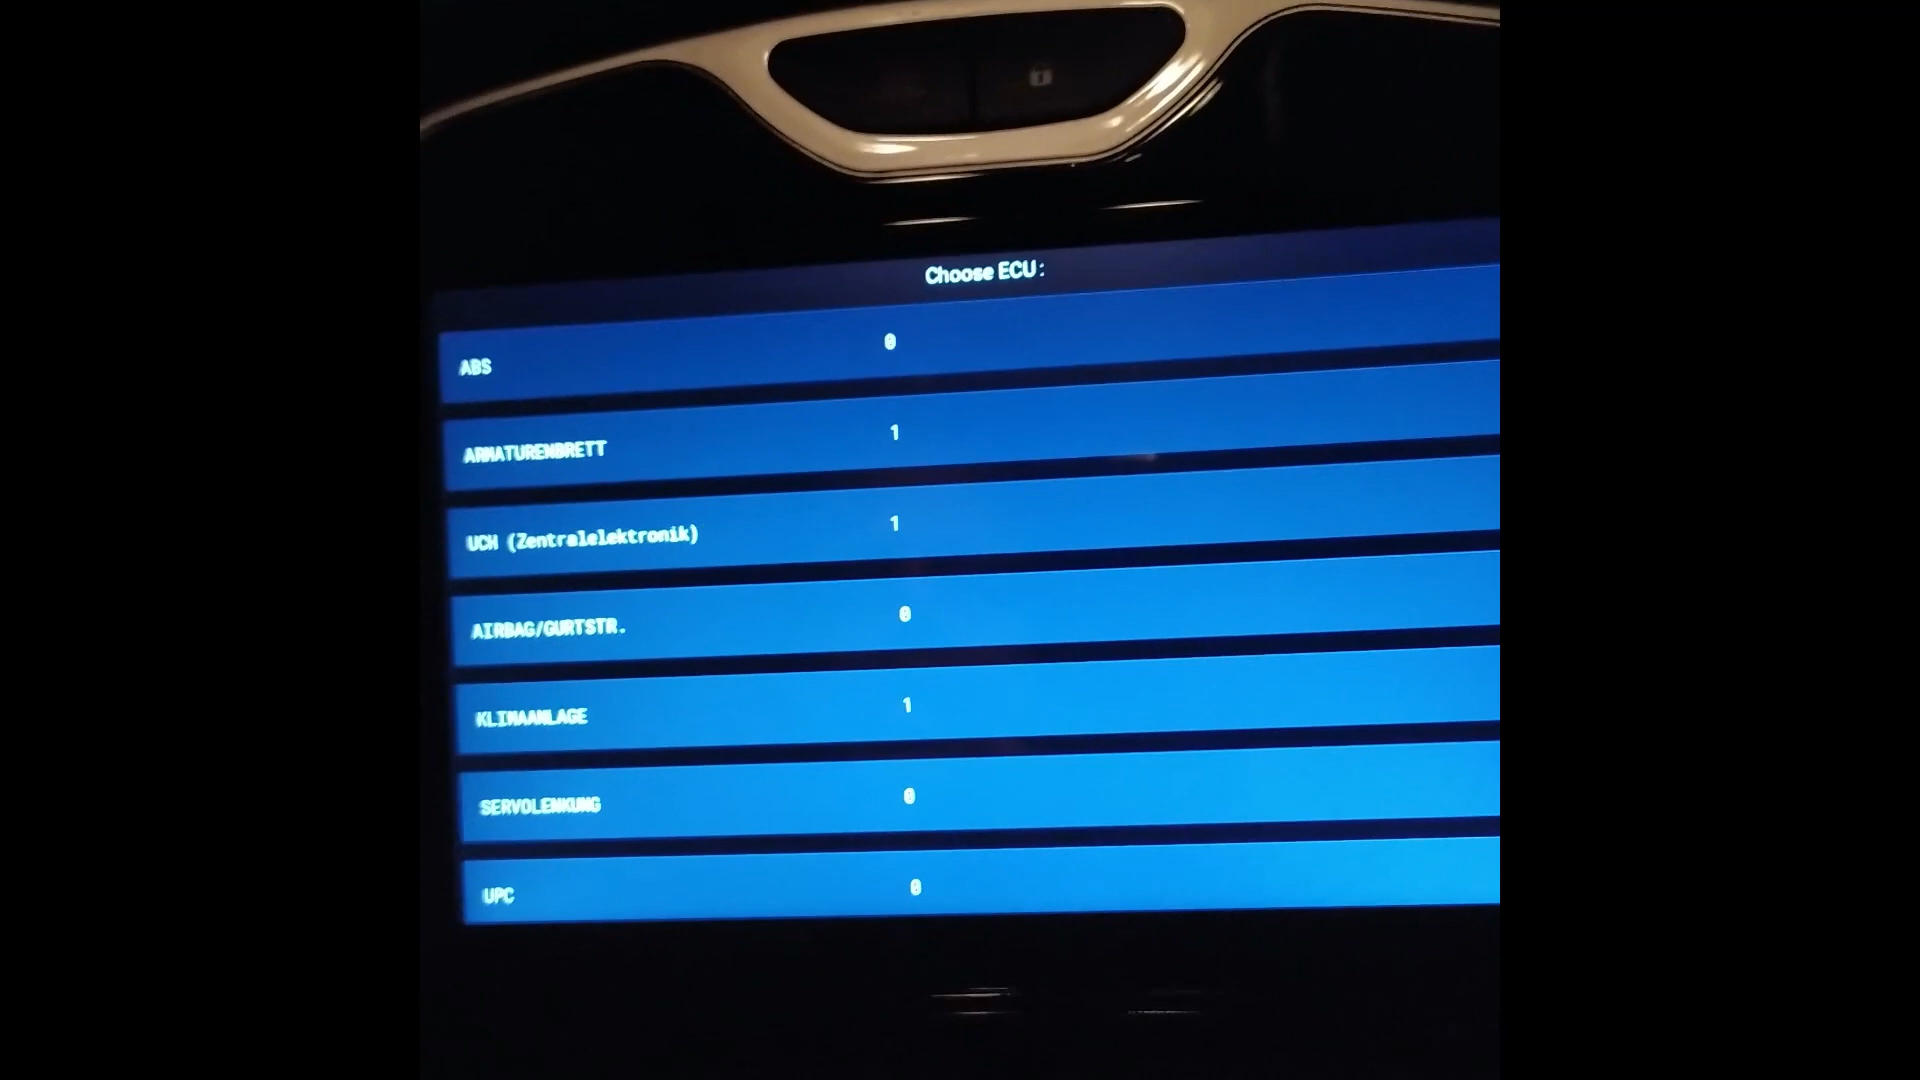 Choose ECU:
ABS 0
ARMATURENBRETT 1
UCH (Zentralelektronik) 1
AIRBAG/GURTSTR. 0
KLIMAANLAGE 1
SERVOLENKUNG 0
UPC 0